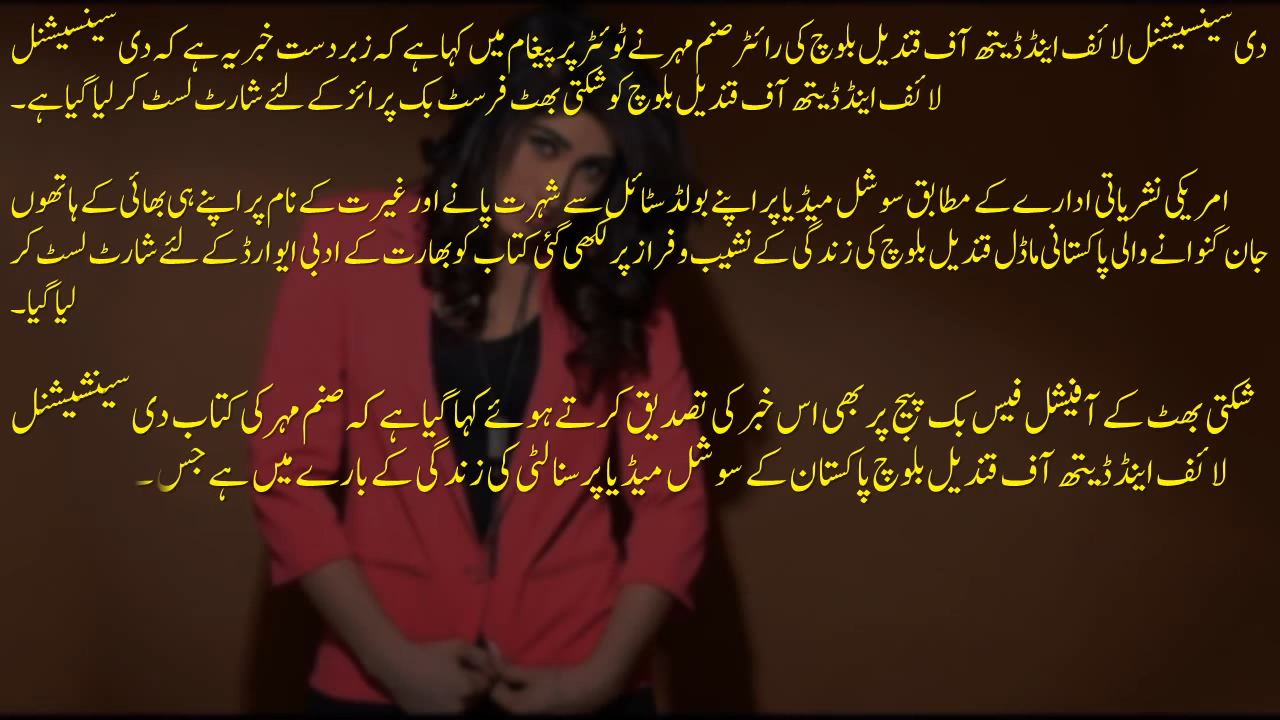 دی سینسیشنل لائف اینڈ ڈیتھ آف قندیل بلوچ کی رائٹر صنم مہر نے ٹوئٹر پر پیغام میں کہا ہے کہ زبردست خبر یہ ہے کہ دی سینسیشنل
لائف اینڈ ڈیتھ آف قندیل بلوچ کو شکتی بھٹ فرسٹ بک پرائز کے لئے شارٹ لسٹ کر لیا گیا ہے۔
امریکی نشریاتی ادارے کے مطابق سوشل میڈیا پر اپنے بولڈ سٹائل سے شہرت پانے اور غیرت کے نام پر اپنے ہی بھائی کے ہاتھوں
جان گنوانے والی پاکستانی ماڈل قندیل بلوچ کی زندگی کے نشیب و فراز پر لکھی گئی کتاب کو بھارت کے ادبی ایوارڈ کے لئے شارٹ لسٹ کر
لیا گیا۔
شکتی بھٹ کے آفیشل فیس بک پیج پر بھی اس خبر کی تصدیق کرتے ہوئے کہا گیا ہے کہ صنم مہر کی کتاب دی سینشیشنل
لائف اینڈ ڈیتھ آف قندیل بلوچ پاکستان کے سوشل میڈیا پرسنالٹی کی زندگی کے بارے میں ہے جس۔